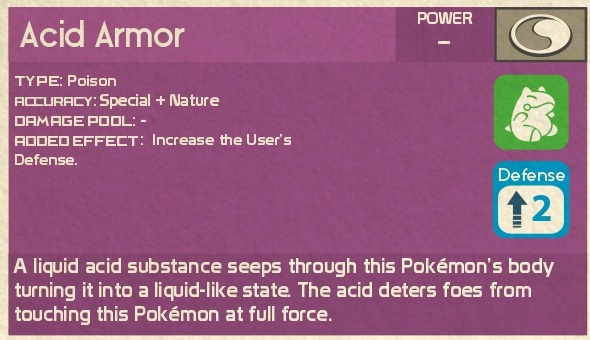 Acid Armor
POWER
–
TYPE: Poison
ACCURACY: Special + Nature
DAMAGE POOL: -
ADDED EFFECT: Increase the User's
Defense.
Defense
2
A liquid acid substance seeps through this Pokémon's body
turning it into a liquid-like state. The acid deters foes from
touching this Pokémon at full force.